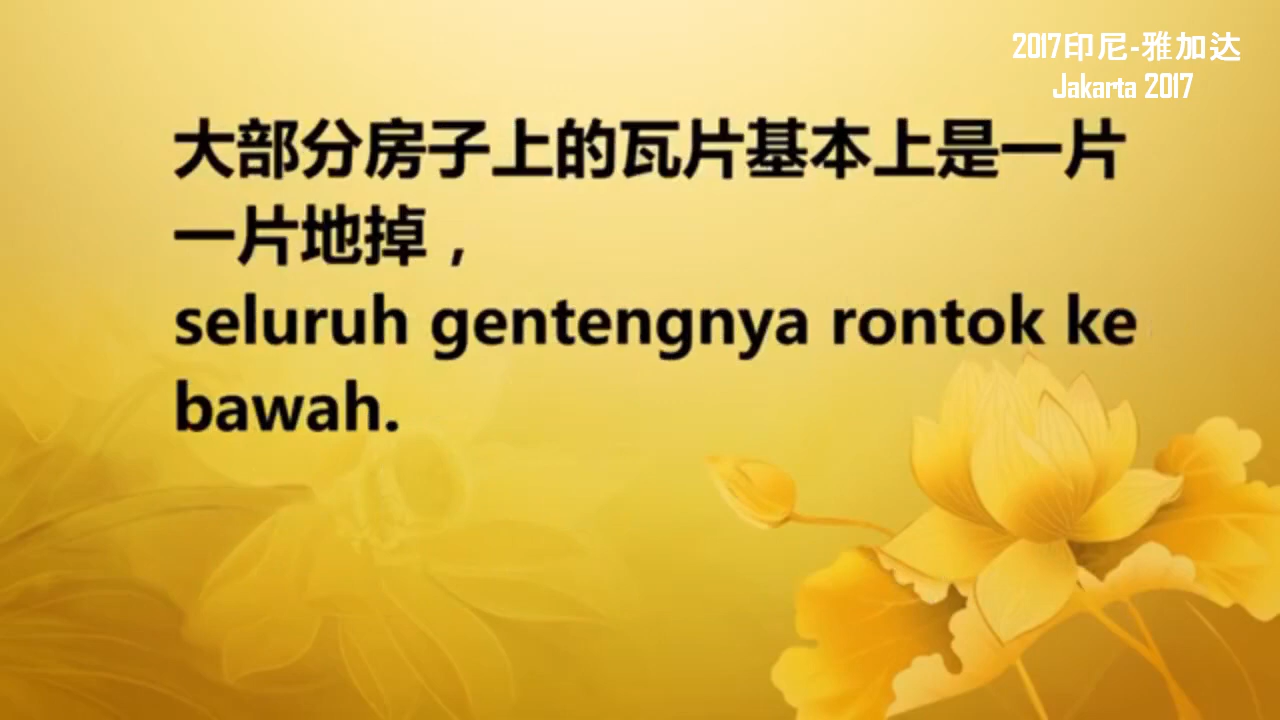 2017印尼-雅加达
Jakarta 2017
大部分房子上的瓦片基本上是一片
一片地掉，
seluruh gentengnya rontok ke
bawah.